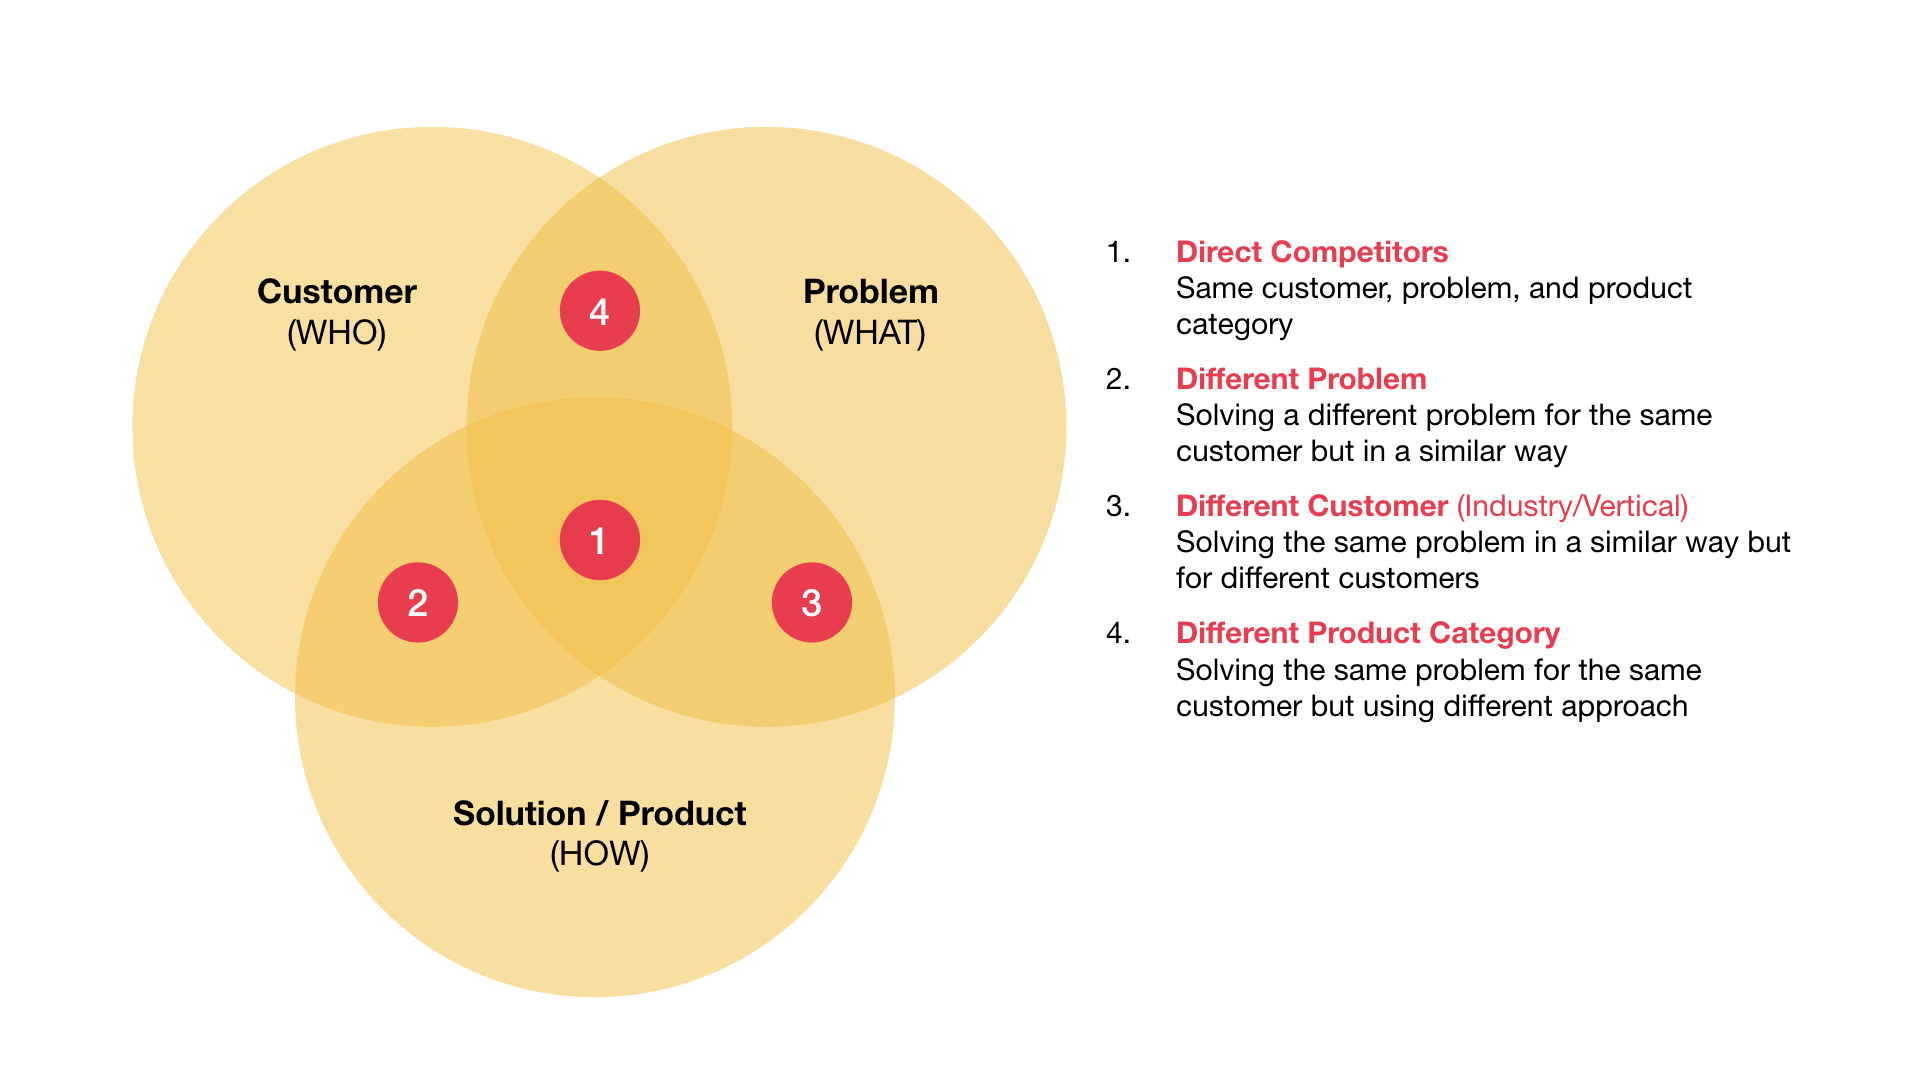 Customer
(WHO)
4
Problem
(WHAT)
1
2
3
Solution / Product
(HOW)
1. Direct Competitors
Same customer, problem, and product
category
2. Different Problem
Solving a different problem for the same
customer but in a similar way
3. Different Customer (Industry/Vertical)
Solving the same problem in a similar way but
for different customers
4. Different Product Category
Solving the same problem for the same
customer but using different approach